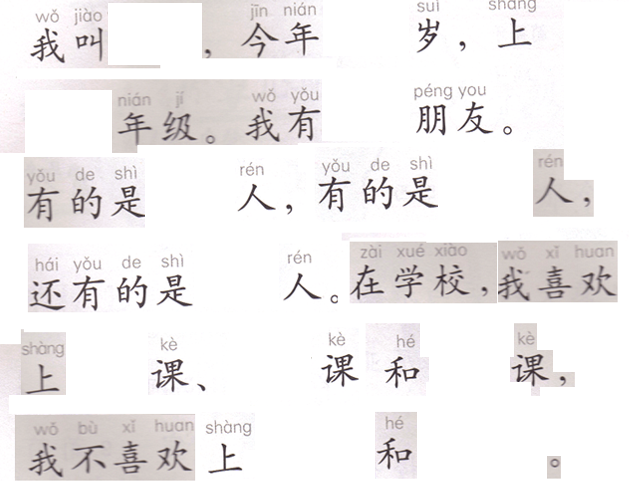 wǒ jiào jīn nián suì shàng
我叫 ，今年 岁，上
nián jí wǒ yǒu péng you
年级。我有 朋友。
yǒu de shì rén yǒu de shì rén
有的是 人，有的是 人，
hái yǒu de shì rén zài xué xiào wǒ xǐ huan
还有的是 人。在学校，我喜欢
shàng kè kè hé kè
上 课、 课和 课，
wǒ bù xǐ huan shàng hé
我不喜欢上 和 。